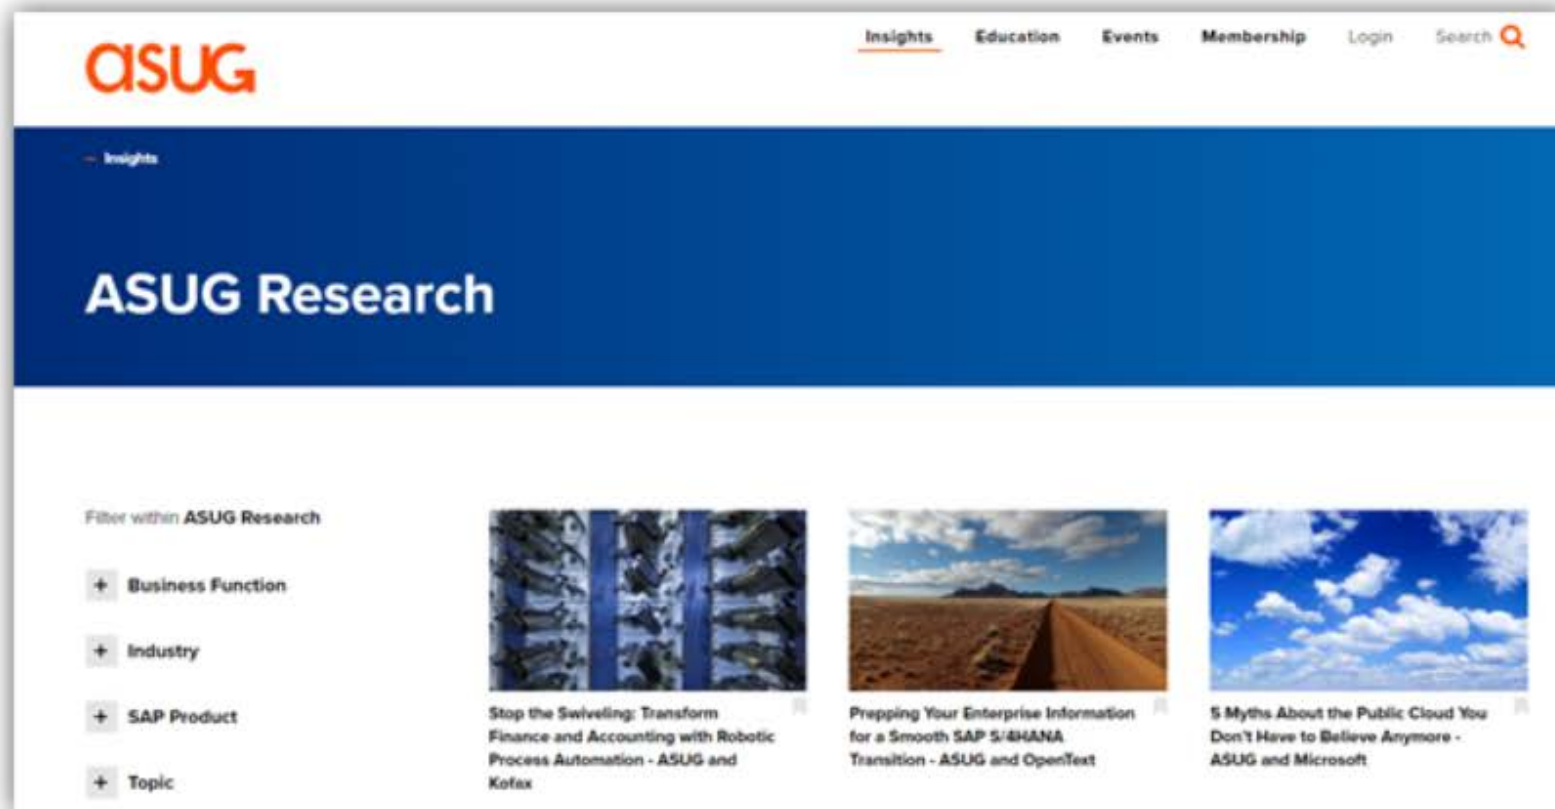 asug
Insights Education Events Membership Login Search
Insights
ASUG Research
Filter within ASUG Research
+ Business Function
+ Industry
+ SAP Product
+ Topic
Stop the Swiveling: Transform
Finance and Accounting with Robotic
Process Automation - ASUG and
Kofax
Prepping Your Enterprise Information
for a Smooth SAP S/4HANA
Transition - ASUG and OpenText
5 Myths About the Public Cloud You
Don't Have to Believe Anymore -
ASUG and Microsoft